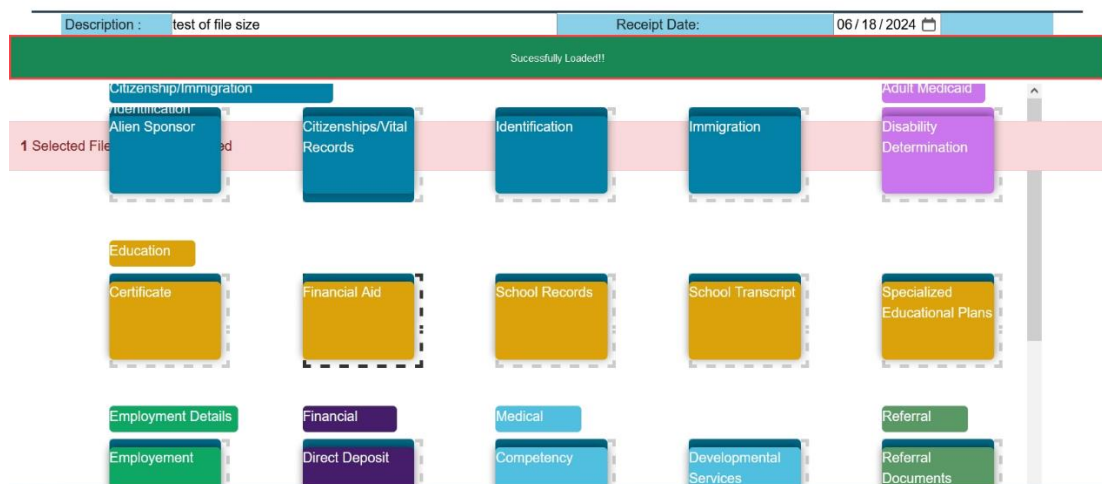 Description : test of file size Receipt Date: 06/18/2024
Sucessfully Loaded!!
Citizenship/Immigration Adult Medicaid
Identification
Alien Sponsor Citizenships/Vital Identification Immigration Disability
Records Determination
1 Selected File ed
Education
Certificate Financial Aid School Records School Transcript Specialized
Educational Plans
Employment Details Financial Medical Referral
Employement Direct Deposit Competency Developmental Referral
Services Documents